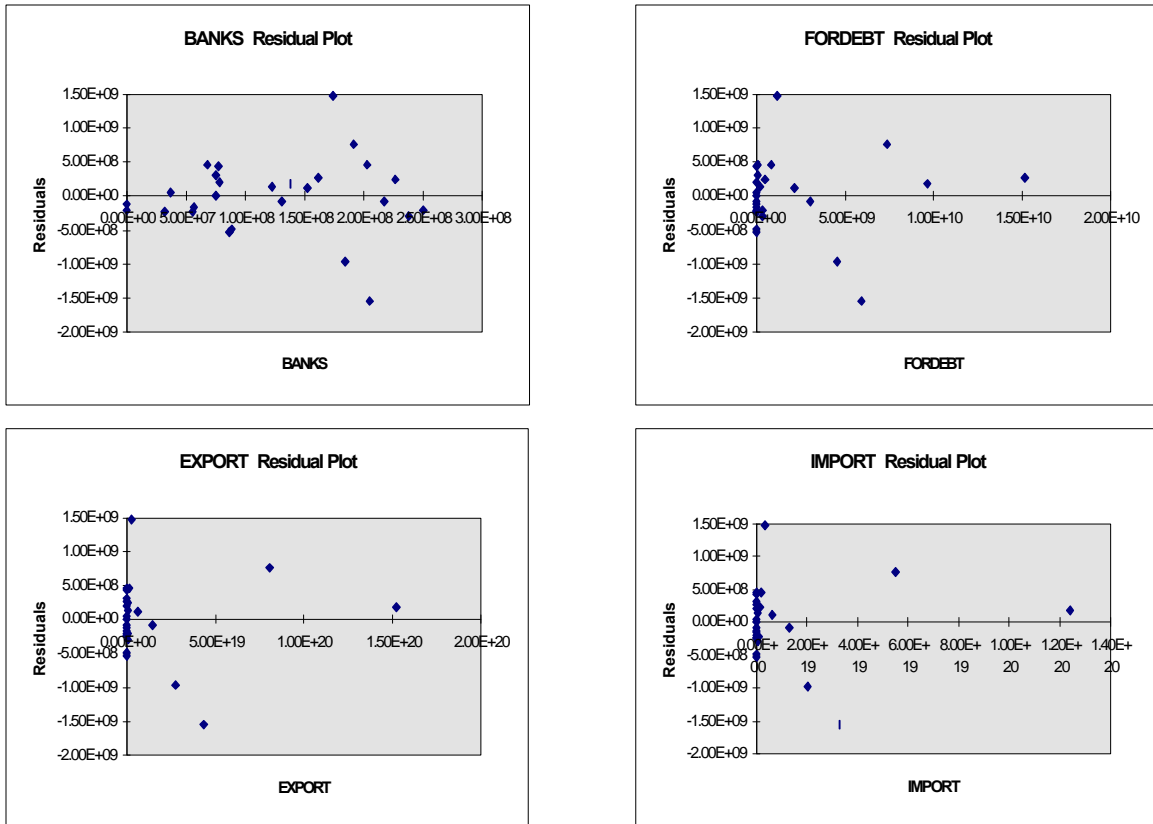 BANKS Residual Plot
1.50E+09
1.00E+09
5.00E+08
0.00E+00
-5.00E+08
-1.00E+09
-1.50E+09
-2.00E+09
0.00E+00 5.00E+07 1.00E+08 1.50E+08 2.00E+08 2.50E+08 3.00E+08
Residuals
BANKS
FORDEBT Residual Plot
1.50E+09
1.00E+09
5.00E+08
0.00E+00
-5.00E+08
-1.00E+09
-1.50E+09
-2.00E+09
0.00E+00 5.00E+09 1.00E+10 1.50E+10 2.00E+10
Residuals
FORDEBT
EXPORT Residual Plot
1.50E+09
1.00E+09
5.00E+08
0.00E+00
-5.00E+08
-1.00E+09
-1.50E+09
-2.00E+09
0.00E+00 5.00E+19 1.00E+20 1.50E+20 2.00E+20
Residuals
EXPORT
IMPORT Residual Plot
1.50E+09
1.00E+09
5.00E+08
0.00E+00
-5.00E+08
-1.00E+09
-1.50E+09
-2.00E+09
0.00E+ 2.00E+ 4.00E+ 6.00E+ 8.00E+ 1.00E+ 1.20E+ 1.40E+
00 19 19 19 19 20 20 20
Residuals
IMPORT